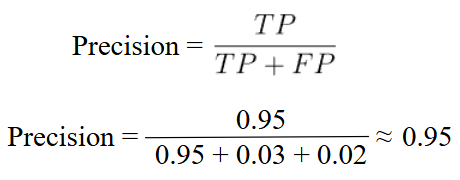 Precision = TP / TP + FP
Precision = 0.95 / 0.95 + 0.03 + 0.02 ≈ 0.95